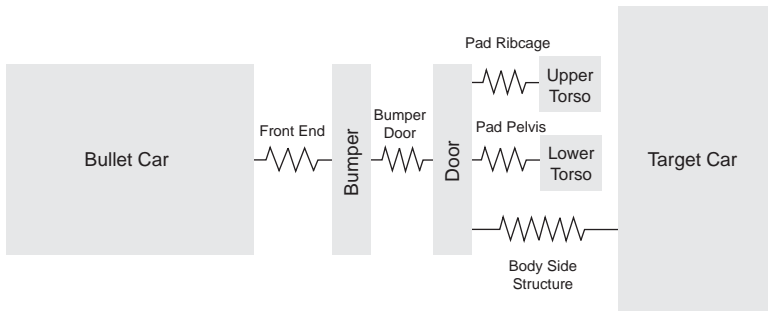 Bullet Car
Front End
Bumper
Bumper
Door
Door
Pad Ribcage
Upper
Torso
Pad Pelvis
Lower
Torso
Body Side
Structure
Target Car